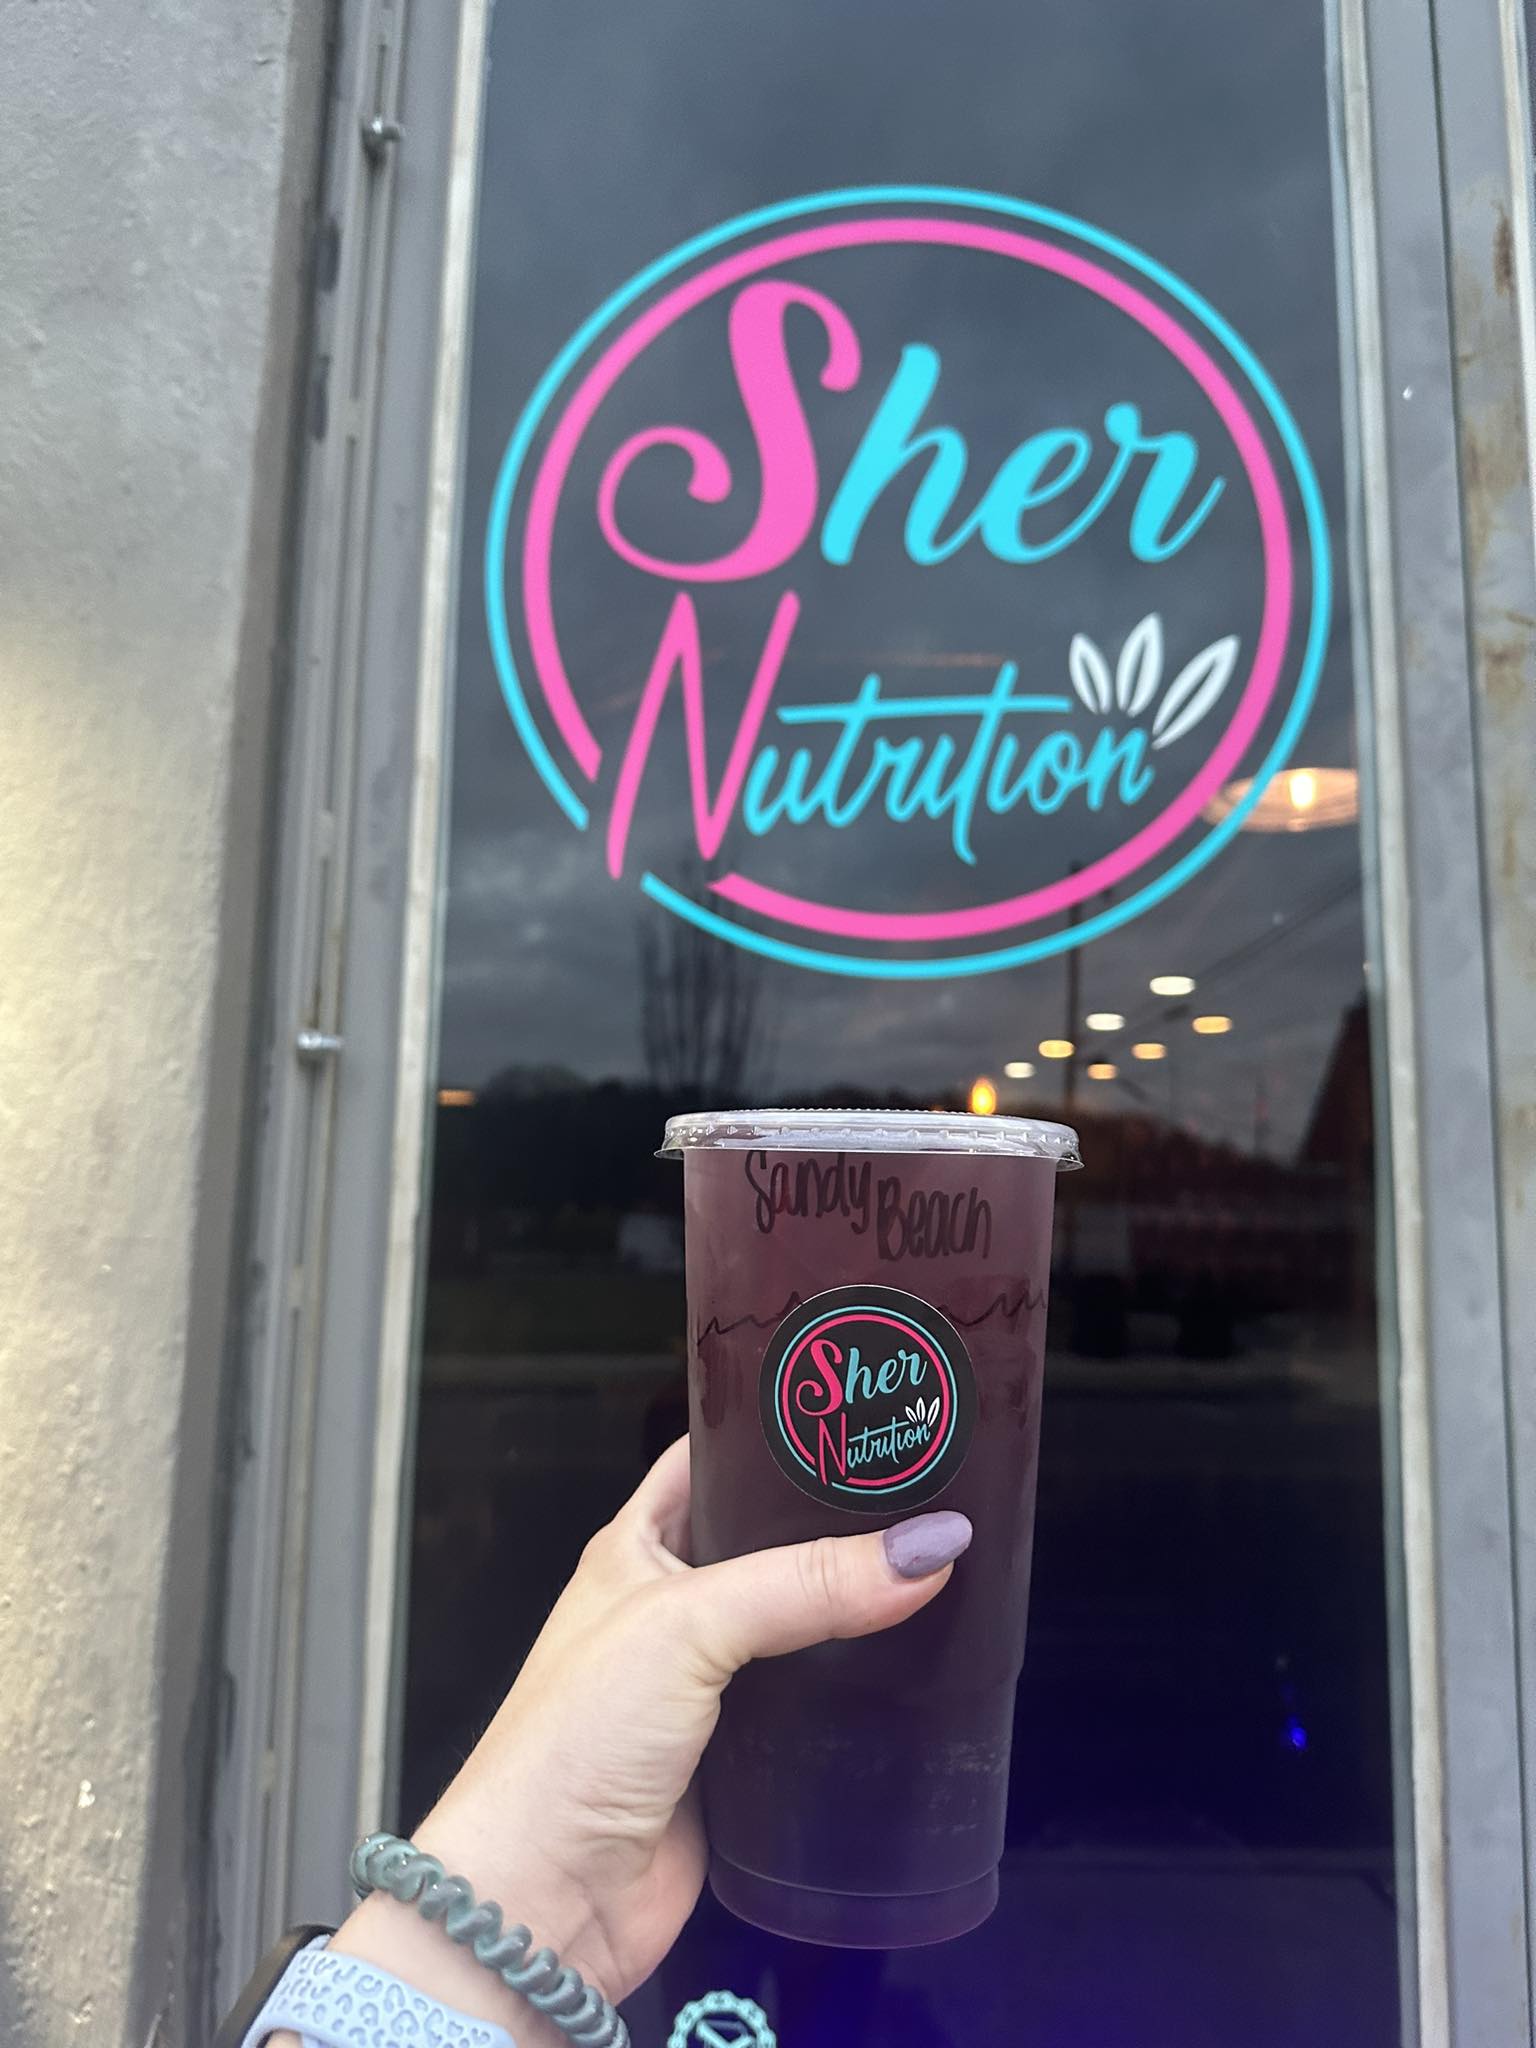 Sher
Nutrition
Sandy Beach
Sher
Nutrition